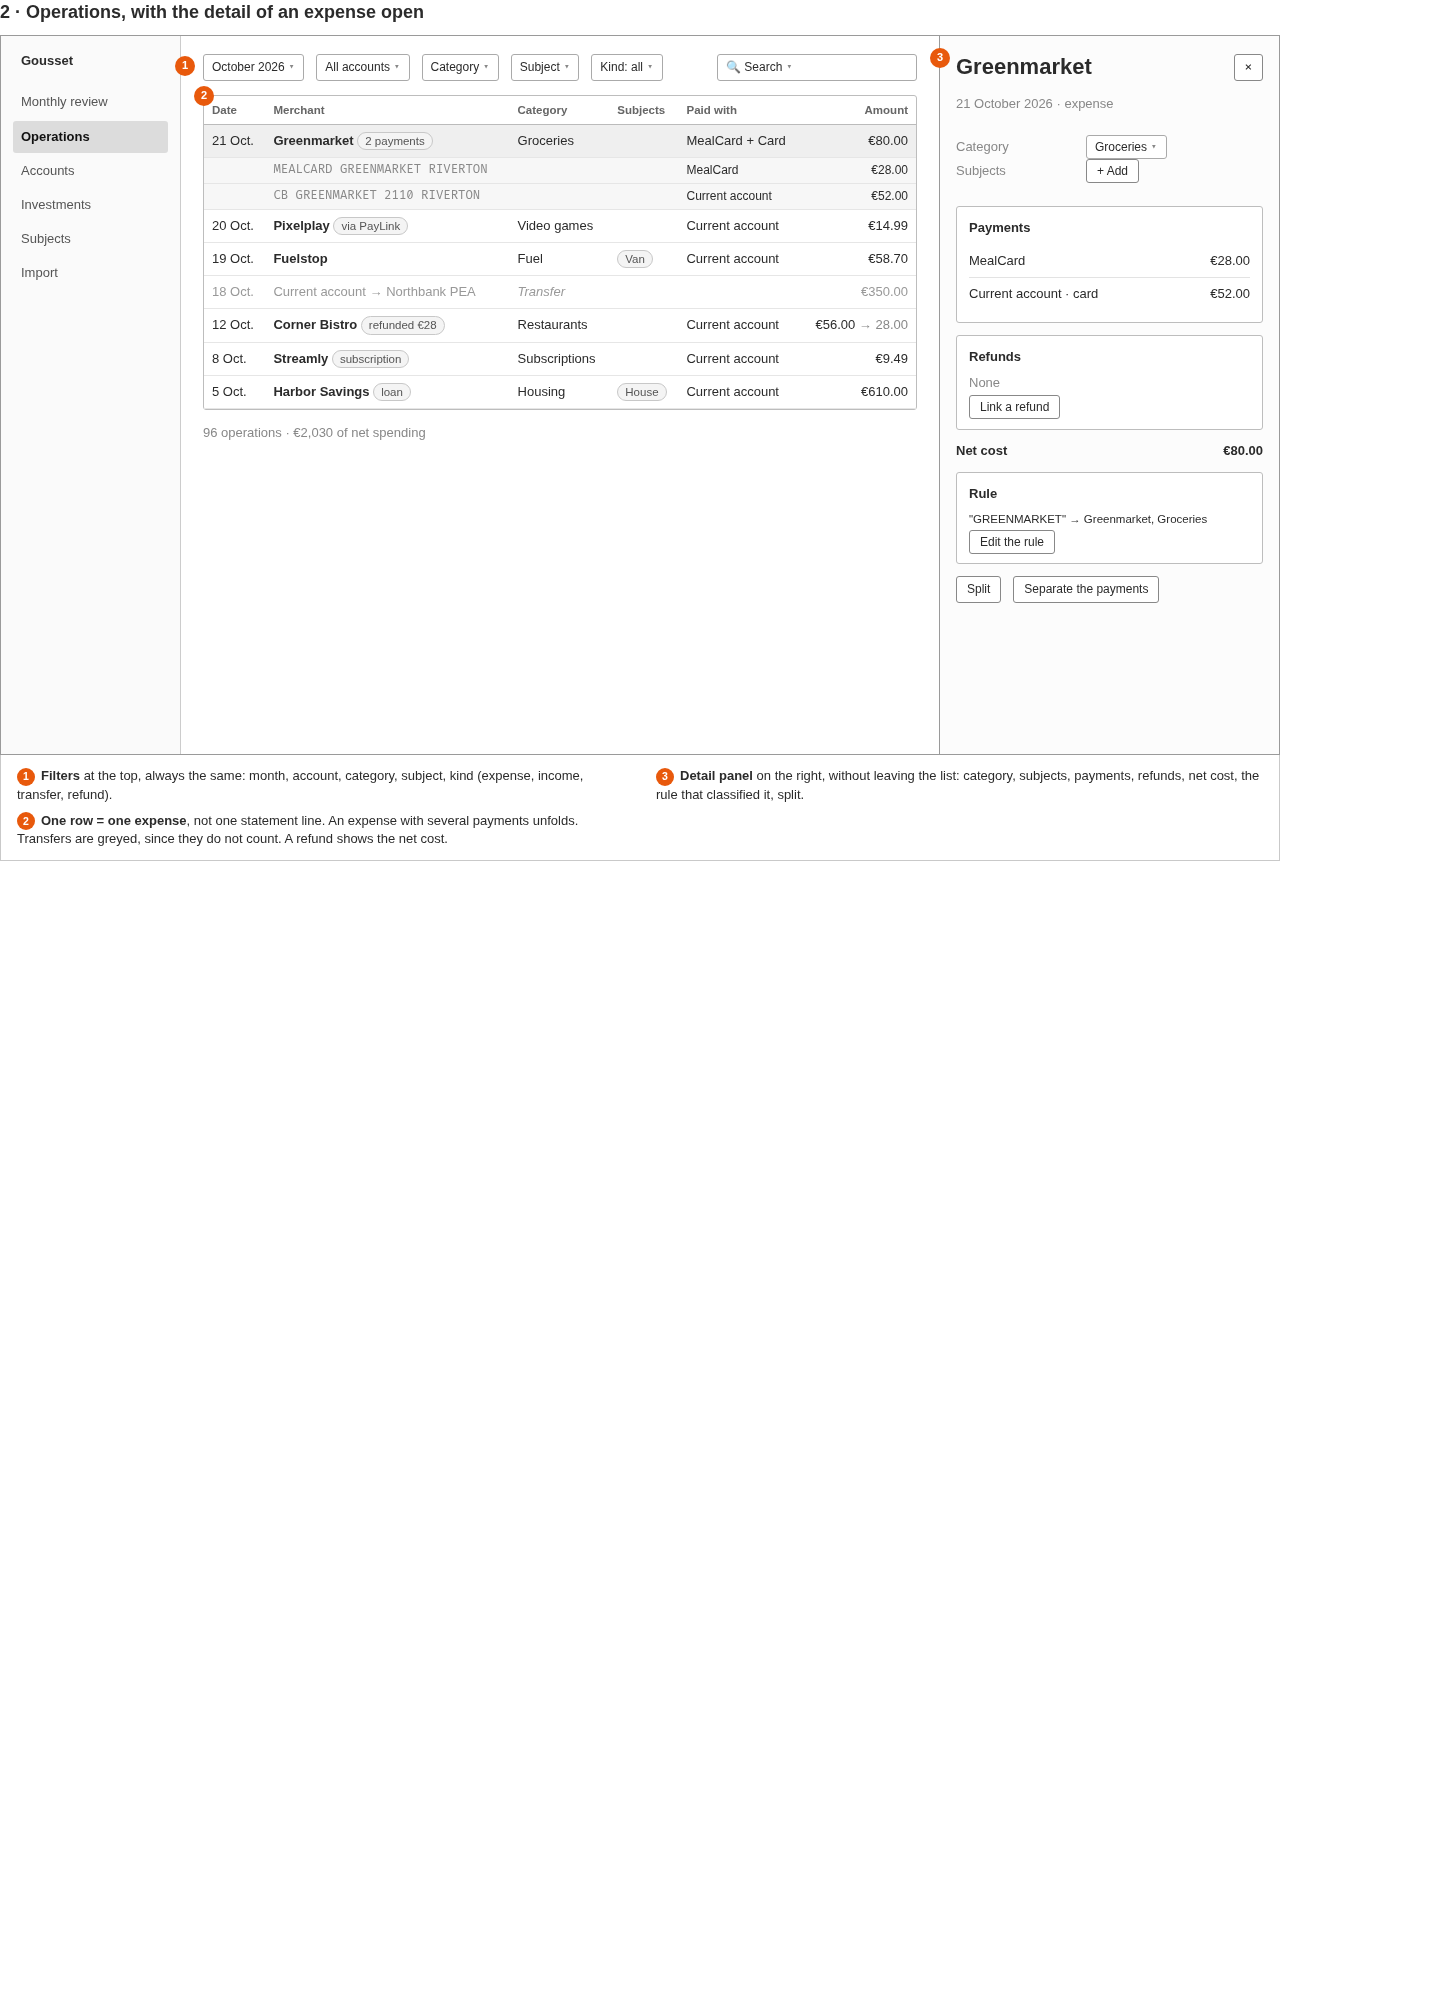 2 · Operations, with the detail of an expense open
Gousset
Monthly review
Operations
Accounts
Investments
Subjects
Import
1
October 2026 ▾ All accounts ▾ Category ▾ Subject ▾ Kind: all ▾ 🔍 Search ▾
2
Date Merchant Category Subjects Paid with Amount
21 Oct. Greenmarket 2 payments Groceries MealCard + Card €80.00
MEALCARD GREENMARKET RIVERTON MealCard €28.00
CB GREENMARKET 2110 RIVERTON Current account €52.00
20 Oct. Pixelplay via PayLink Video games Current account €14.99
19 Oct. Fuelstop Fuel Van Current account €58.70
18 Oct. Current account → Northbank PEA Transfer €350.00
12 Oct. Corner Bistro refunded €28 Restaurants Current account €56.00 → 28.00
8 Oct. Streamly subscription Subscriptions Current account €9.49
5 Oct. Harbor Savings loan Housing House Current account €610.00
96 operations · €2,030 of net spending
3
Greenmarket ×
21 October 2026 · expense
Category Groceries ▾
Subjects + Add
Payments
MealCard €28.00
Current account · card €52.00
Refunds
None
Link a refund
Net cost €80.00
Rule
"GREENMARKET" → Greenmarket, Groceries
Edit the rule
Split Separate the payments
1 Filters at the top, always the same: month, account, category, subject, kind (expense, income,
transfer, refund).
2 One row = one expense, not one statement line. An expense with several payments unfolds.
Transfers are greyed, since they do not count. A refund shows the net cost.
3 Detail panel on the right, without leaving the list: category, subjects, payments, refunds, net cost, the
rule that classified it, split.